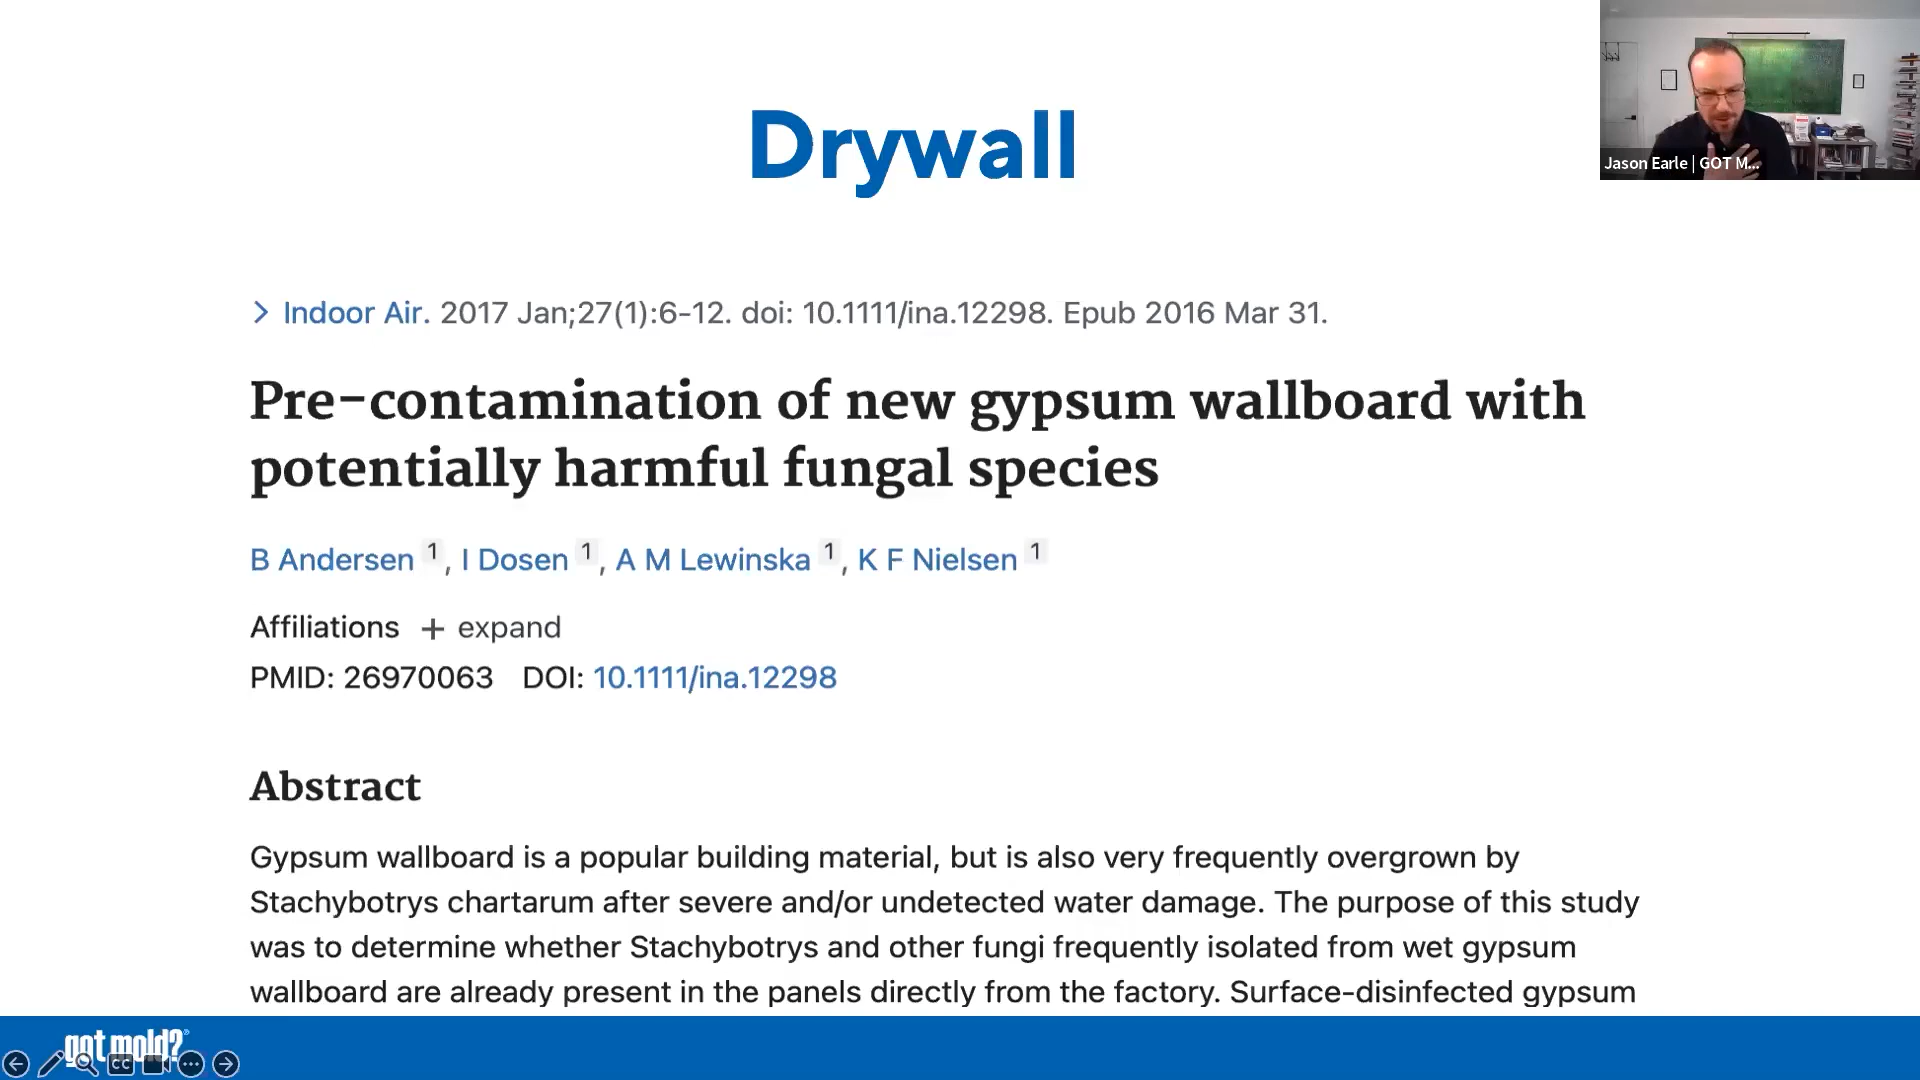 Drywall
Jason Earle | GOT M...
> Indoor Air. 2017 Jan;27(1):6-12. doi: 10.1111/ina.12298. Epub 2016 Mar 31.
Pre-contamination of new gypsum wallboard with
potentially harmful fungal species
B Andersen 1, I Dosen 1, A M Lewinska 1, K F Nielsen 1
Affiliations + expand
PMID: 26970063 DOI: 10.1111/ina.12298
Abstract
Gypsum wallboard is a popular building material, but is also very frequently overgrown by
Stachybotrys chartarum after severe and/or undetected water damage. The purpose of this study
was to determine whether Stachybotrys and other fungi frequently isolated from wet gypsum
wallboard are already present in the panels directly from the factory. Surface-disinfected gypsum
got mold?®
CC